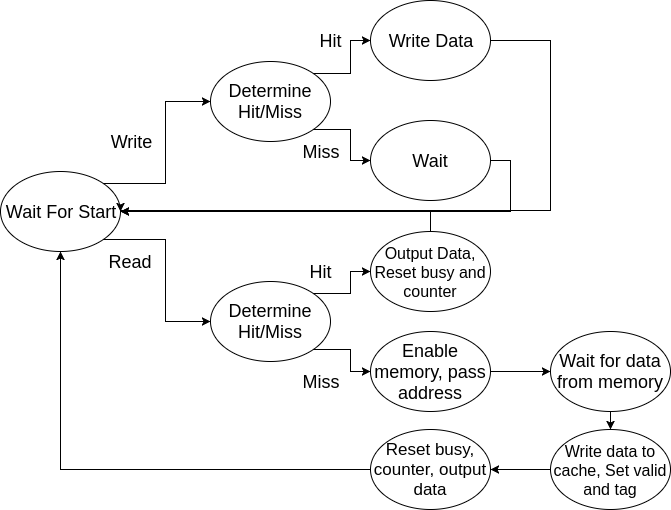 Hit
Write Data
Determine
Hit/Miss
Write
Miss
Wait
Wait For Start
Read
Output Data,
Reset busy and
counter
Hit
Determine
Hit/Miss
Miss
Enable
memory, pass
address
Wait for data
from memory
Write data to
cache, Set valid
and tag
Reset busy,
counter, output
data